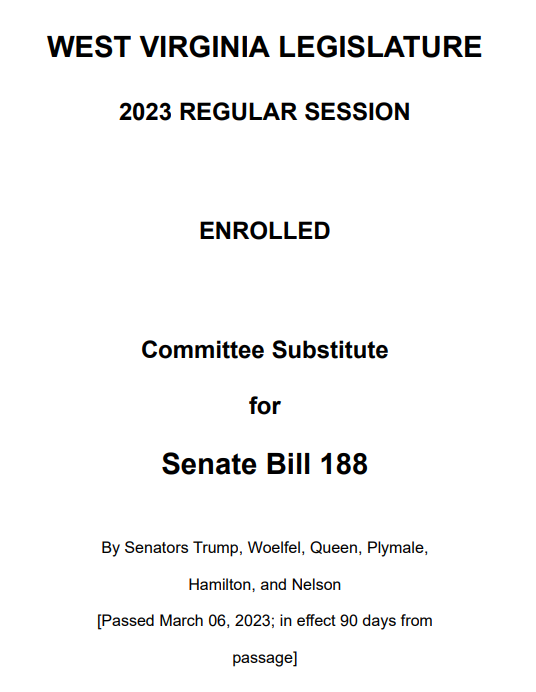 WEST VIRGINIA LEGISLATURE
2023 REGULAR SESSION
ENROLLED
Committee Substitute
for
Senate Bill 188
By Senators Trump, Woelfel, Queen, Plymale,
Hamilton, and Nelson
[Passed March 06, 2023; in effect 90 days from
passage]